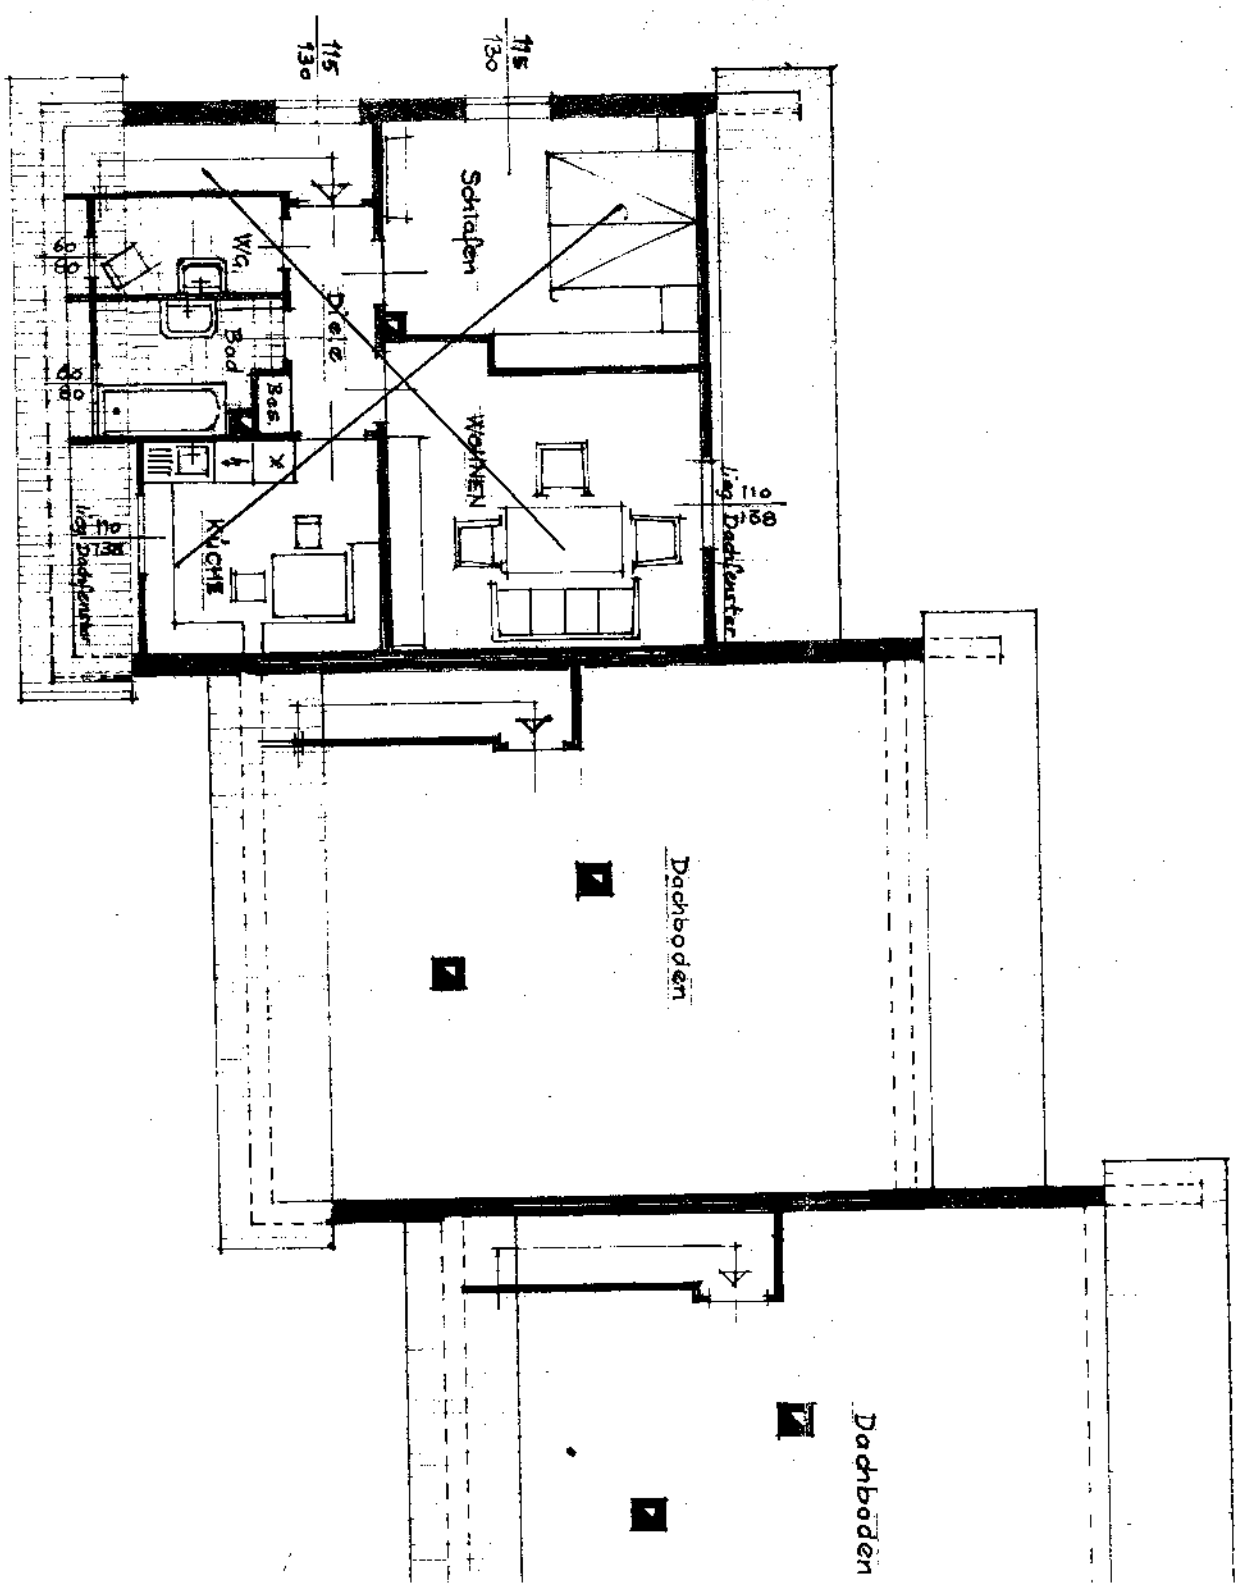 115
130
115
130
Schlafen
WC
60
80
Diele
Bad
60
80
Bes.
WOHNEN
lieg. Dachfenster
110
138
KÜCHE
110
138
lieg. Dachfenster
Dachboden
Dachboden